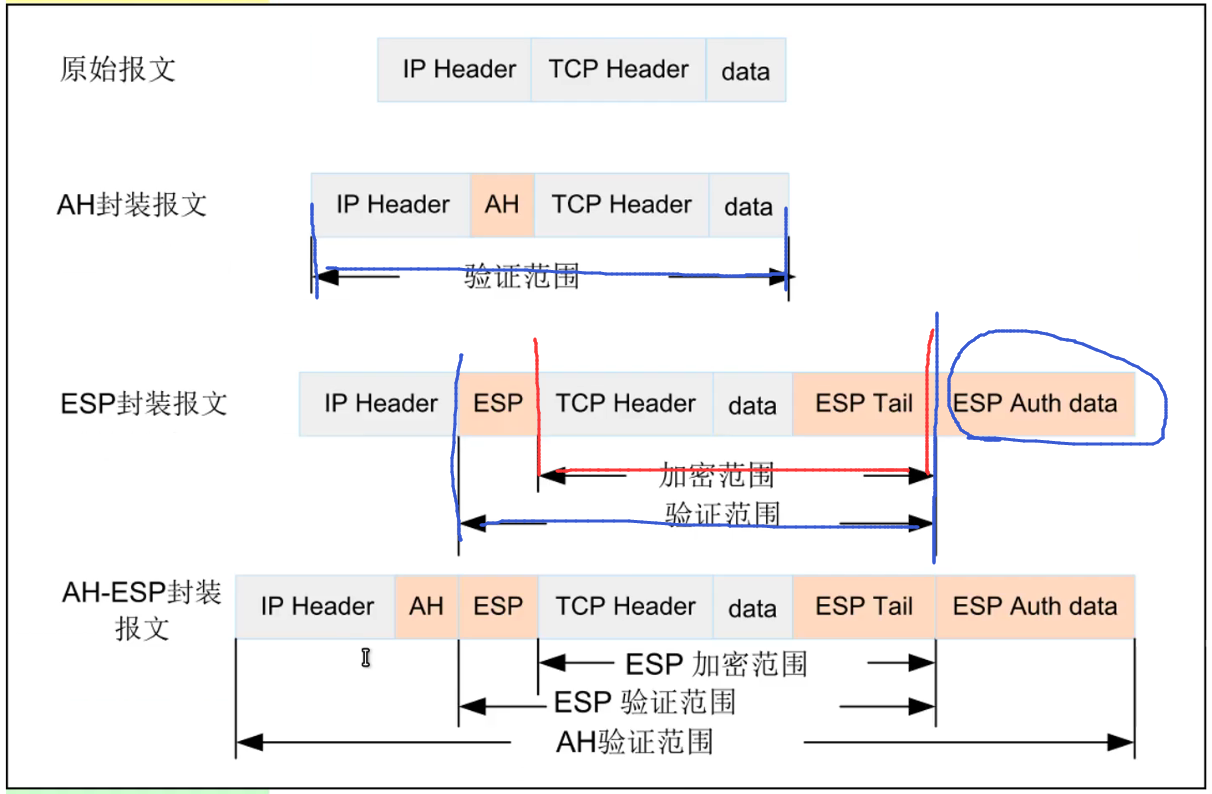 原始报文
IP Header TCP Header data
AH封装报文
IP Header AH TCP Header data
验证范围
ESP封装报文
IP Header ESP TCP Header data ESP Tail ESP Auth data
加密范围
验证范围
AH-ESP封装
报文
IP Header AH ESP TCP Header data ESP Tail ESP Auth data
ESP 加密范围
ESP 验证范围
AH验证范围